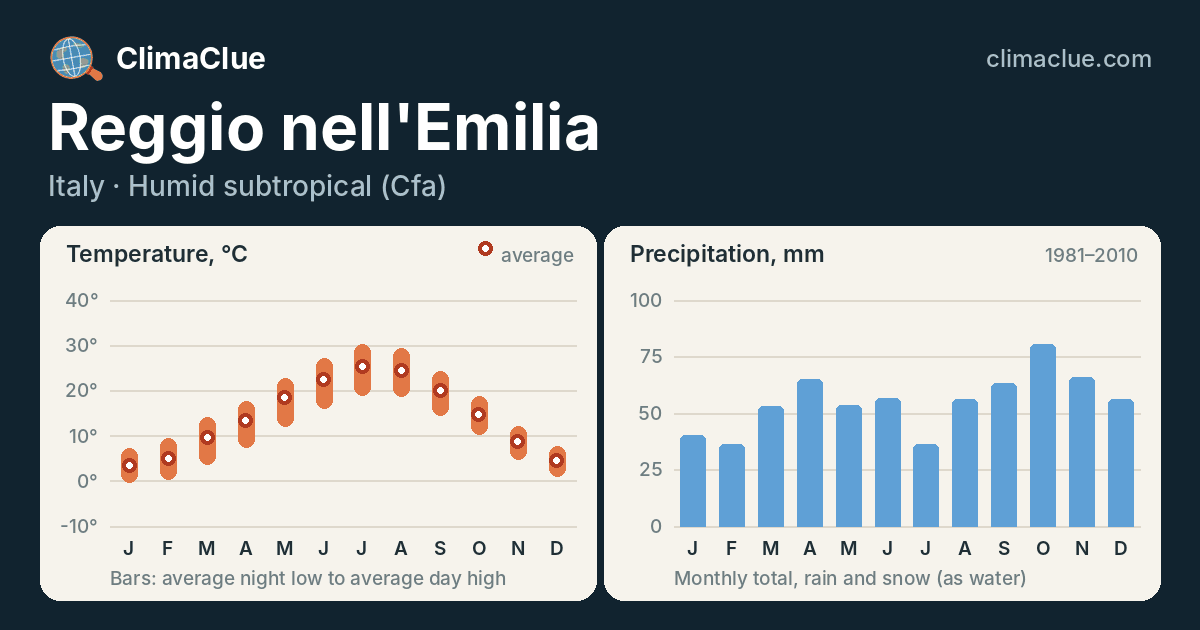 ClimaClue
climaclue.com
Reggio nell'Emilia
Italy · Humid subtropical (Cfa)
Temperature, °C
average
40°
30°
20°
10°
0°
-10°
J F M A M J J A S O N D
Bars: average night low to average day high
Precipitation, mm
1981–2010
100
75
50
25
0
J F M A M J J A S O N D
Monthly total, rain and snow (as water)